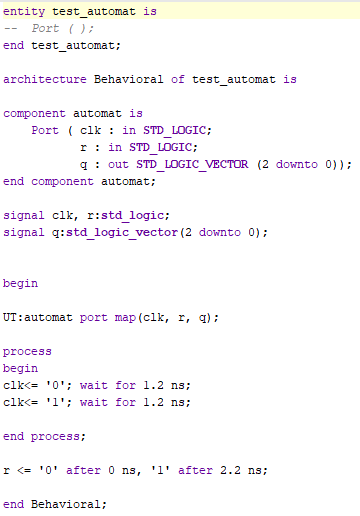 entity test_automat is
-- Port ( );
end test_automat;
architecture Behavioral of test_automat is
component automat is
Port ( clk : in STD_LOGIC;
r : in STD_LOGIC;
q : out STD_LOGIC_VECTOR (2 downto 0));
end component automat;
signal clk, r:std_logic;
signal q:std_logic_vector(2 downto 0);
begin
UT:automat port map(clk, r, q);
process
begin
clk<= '0'; wait for 1.2 ns;
clk<= '1'; wait for 1.2 ns;
end process;
r <= '0' after 0 ns, '1' after 2.2 ns;
end Behavioral;